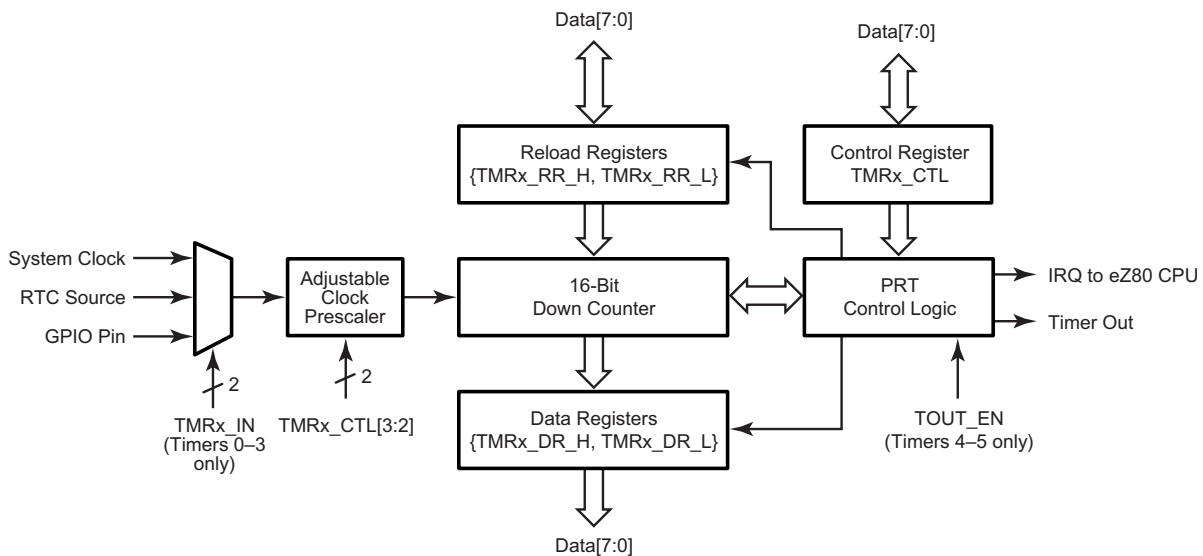 Data[7:0]
Data[7:0]
Reload Registers
{TMRx_RR_H, TMRx_RR_L}
Control Register
TMRx_CTL
System Clock
RTC Source
GPIO Pin
Adjustable
Clock
Prescaler
16-Bit
Down Counter
PRT
Control Logic
IRQ to eZ80 CPU
Timer Out
2
2
TMRx_IN
(Timers 0–3
only)
TMRx_CTL[3:2]
Data Registers
{TMRx_DR_H, TMRx_DR_L}
TOUT_EN
(Timers 4–5 only)
Data[7:0]